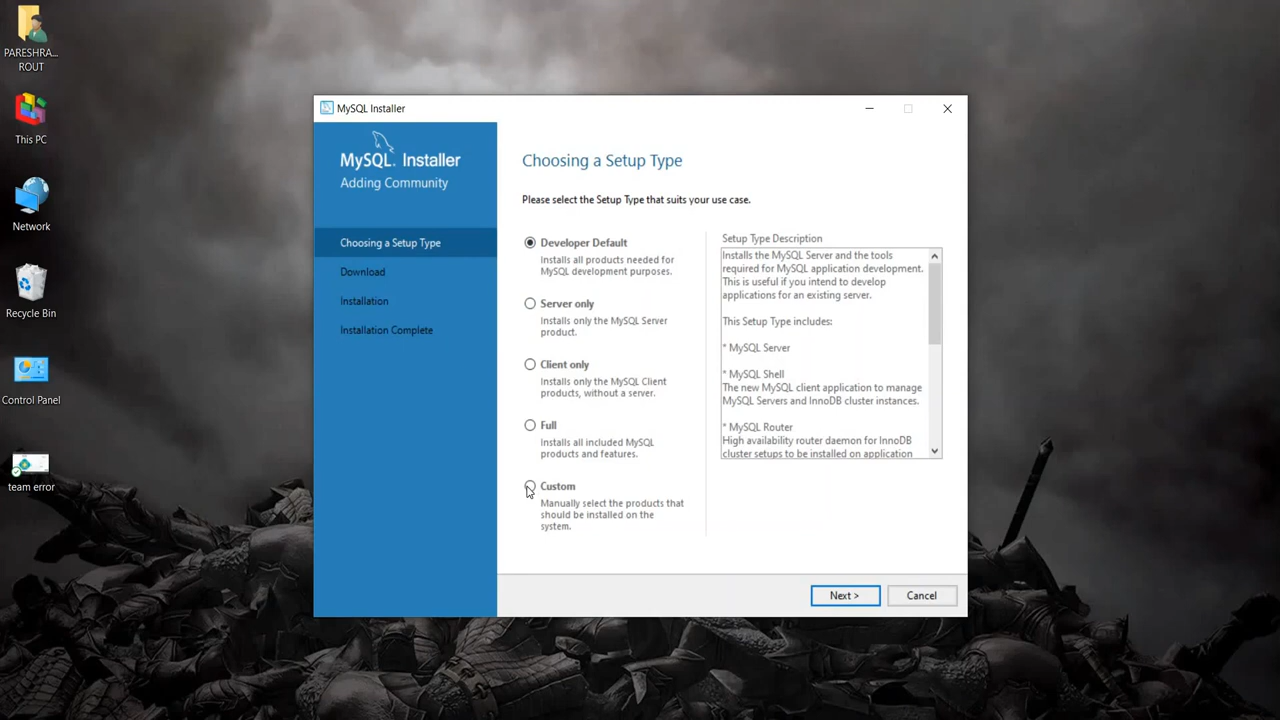 PARESHRA...
ROUT
This PC
Network
Recycle Bin
Control Panel
team error
MySQL Installer
MySQL. Installer
Adding Community
Choosing a Setup Type
Download
Installation
Installation Complete
Choosing a Setup Type
Please select the Setup Type that suits your use case.
Developer Default
Installs all products needed for
MySQL development purposes.
Server only
Installs only the MySQL Server
product.
Client only
Installs only the MySQL Client
products, without a server.
Full
Installs all included MySQL
products and features.
Custom
Manually select the products that
should be installed on the
system.
Setup Type Description
Installs the MySQL Server and the tools
required for MySQL application development.
This is useful if you intend to develop
applications for an existing server.
This Setup Type includes:
* MySQL Server
* MySQL Shell
The new MySQL client application to manage
MySQL Servers and InnoDB cluster instances.
* MySQL Router
High availability router daemon for InnoDB
cluster setups to be installed on application
Next >
Cancel